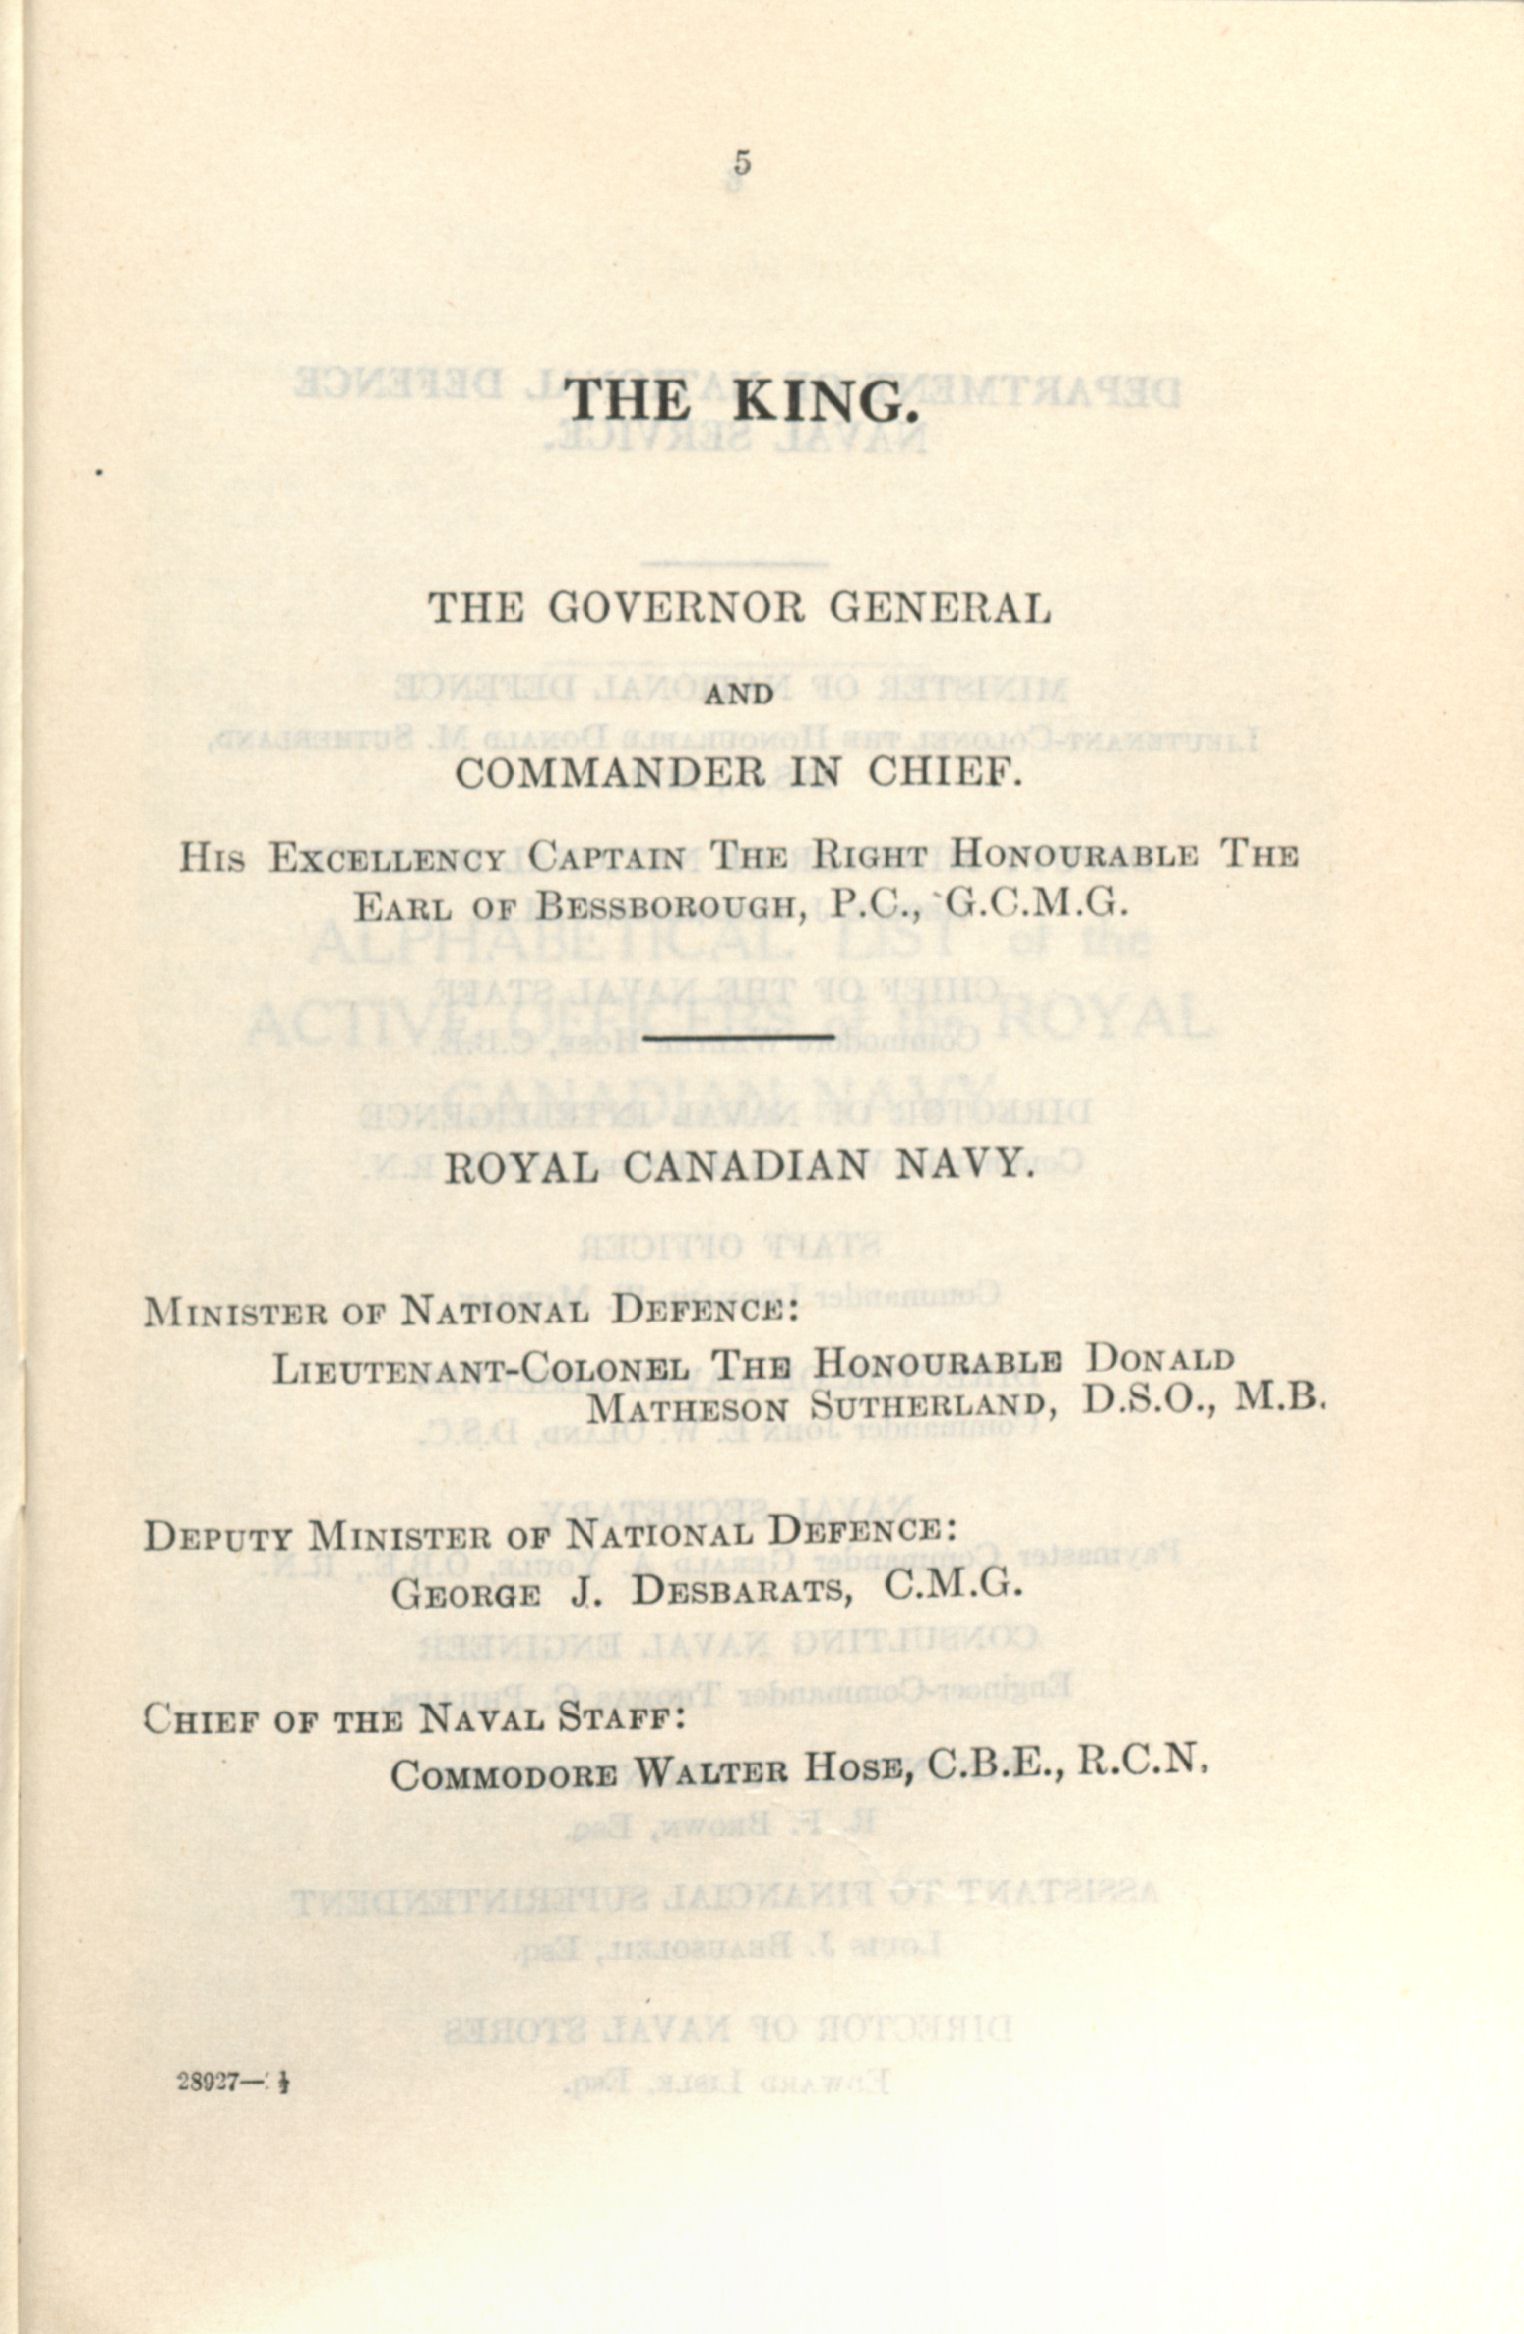 5
THE KING.
THE GOVERNOR GENERAL
AND
COMMANDER IN CHIEF.
His Excellency Captain The Right Honourable The
Earl of Bessborough, P.C., G.C.M.G.
ROYAL CANADIAN NAVY.
Minister of National Defence:
Lieutenant-Colonel The Honourable Donald
Matheson Sutherland, D.S.O., M.B.
Deputy Minister of National Defence:
George J. Desbarats, C.M.G.
Chief of the Naval Staff:
Commodore Walter Hose, C.B.E., R.C.N.
28927—